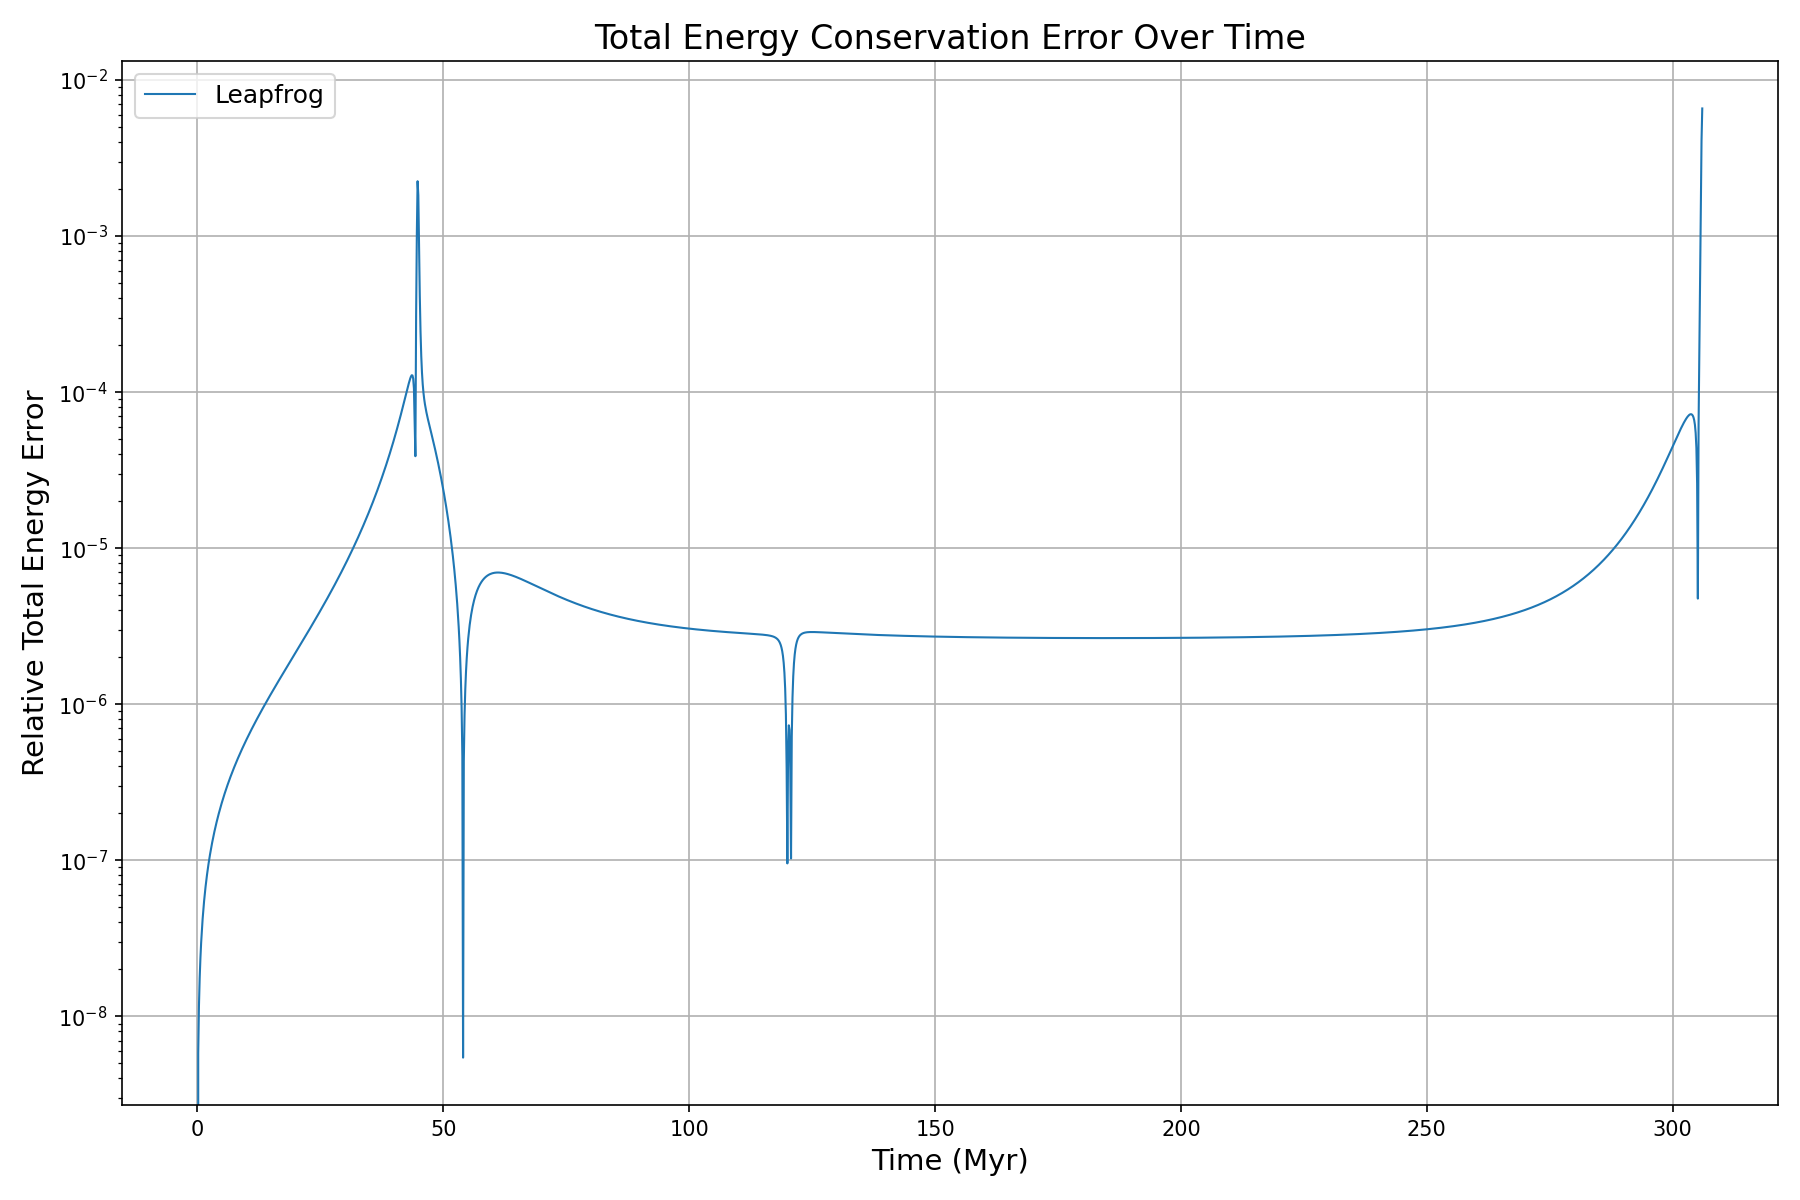 Total Energy Conservation Error Over Time
Leapfrog
Relative Total Energy Error
10⁻²
10⁻³
10⁻⁴
10⁻⁵
10⁻⁶
10⁻⁷
10⁻⁸
0 50 100 150 200 250 300
Time (Myr)